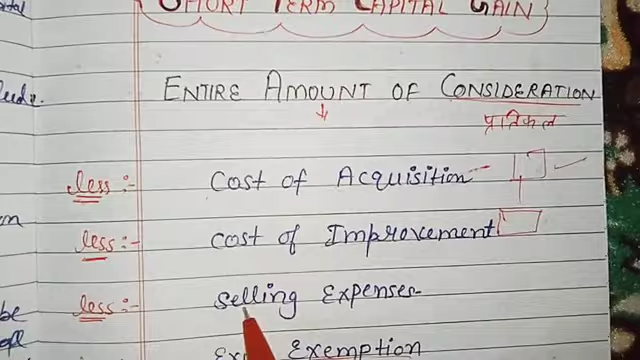 SHORT TERM CAPITAL GAIN
ENTIRE AMOUNT OF CONSIDERATION
प्रतिफल
less:- Cost of Acquisition
less:- Cost of Improvement
less:- Selling Expenses
Exemption
be